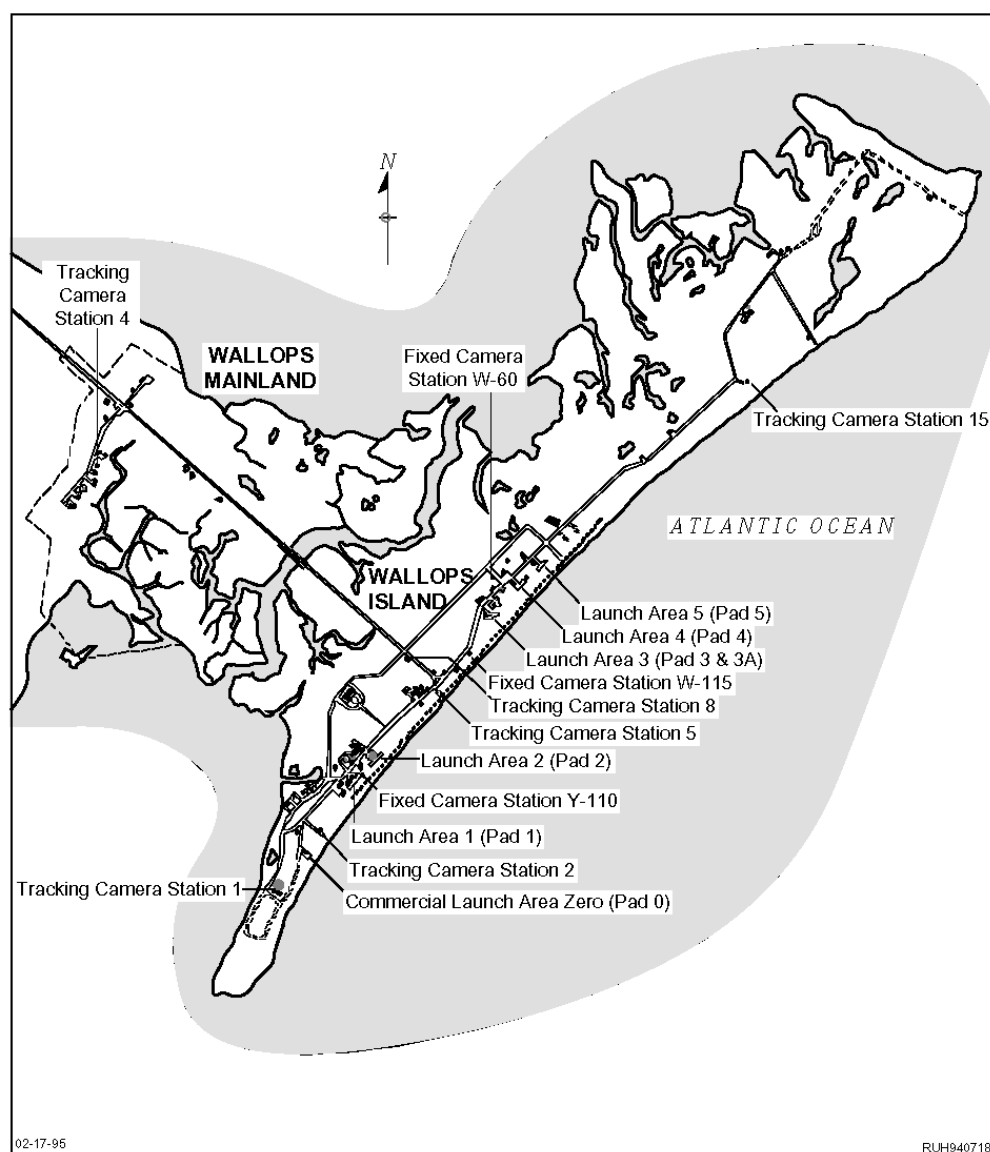 N
Tracking
Camera
Station 4
WALLOPS
MAINLAND
Fixed Camera
Station W-60
Tracking Camera Station 15
ATLANTIC OCEAN
WALLOPS
ISLAND
Launch Area 5 (Pad 5)
Launch Area 4 (Pad 4)
Launch Area 3 (Pad 3 & 3A)
Fixed Camera Station W-115
Tracking Camera Station 8
Tracking Camera Station 5
Launch Area 2 (Pad 2)
Fixed Camera Station Y-110
Launch Area 1 (Pad 1)
Tracking Camera Station 2
Tracking Camera Station 1
Commercial Launch Area Zero (Pad 0)
02-17-95
RUH940718